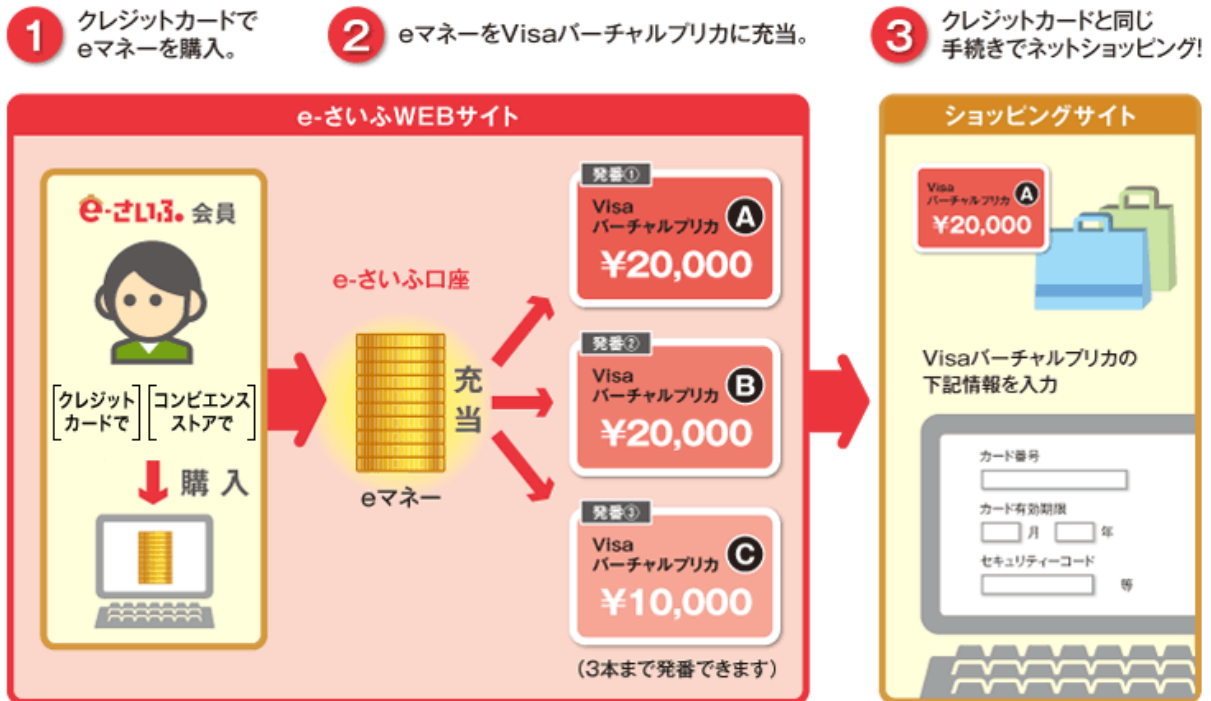 1
クレジットカードで
eマネーを購入。
2
eマネーをVisaバーチャルプリカに充当。
3
クレジットカードと同じ
手続きでネットショッピング!
e-さいふWEBサイト
e-さいふ。会員
[クレジット
カードで]
[コンビエンス
ストアで]
購入
e-さいふ口座
充当
eマネー
発番①
Visa
バーチャルプリカ A
¥20,000
発番②
Visa
バーチャルプリカ B
¥20,000
発番③
Visa
バーチャルプリカ C
¥10,000
(3本まで発番できます)
ショッピングサイト
Visa
バーチャルプリカ A
¥20,000
Visaバーチャルプリカの
下記情報を入力
カード番号
カード有効期限
月 年
セキュリティーコード
等